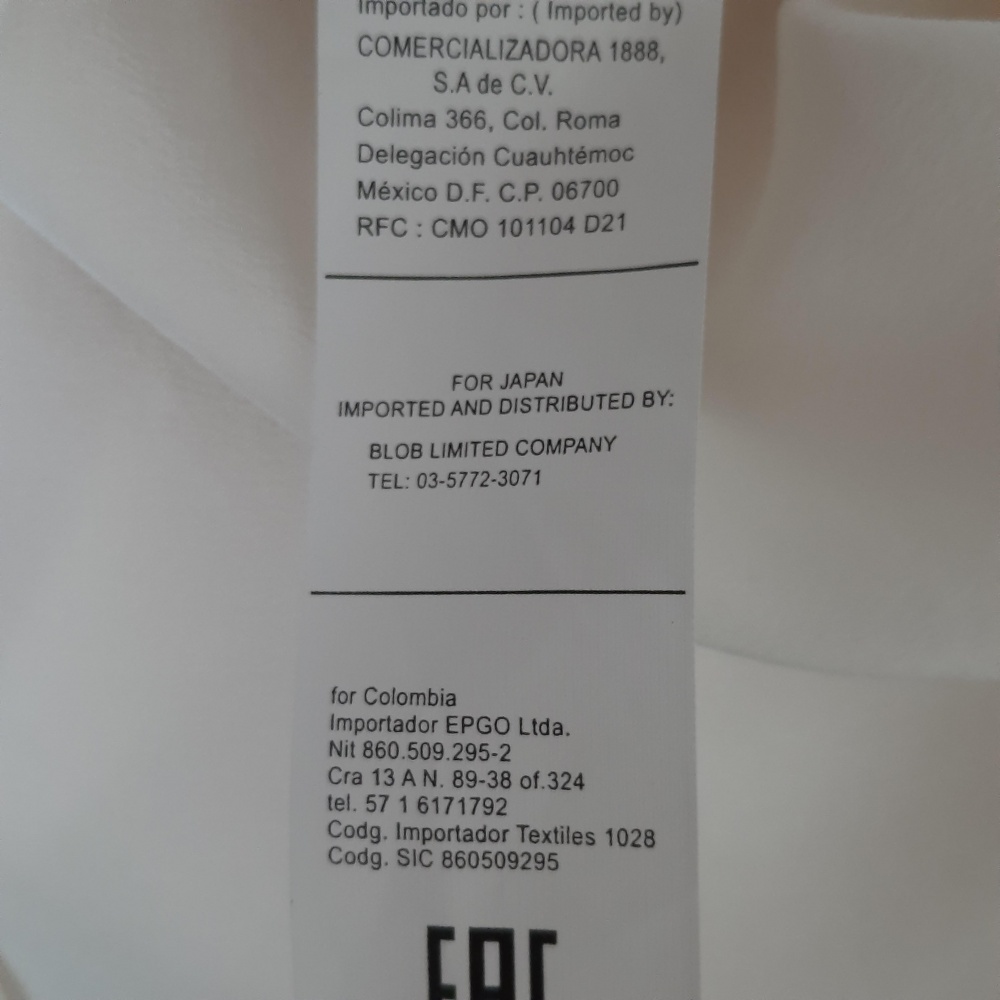 Importado por : ( Imported by)
COMERCIALIZADORA 1888,
S.A de C.V.
Colima 366, Col. Roma
Delegación Cuauhtémoc
México D.F. C.P. 06700
RFC : CMO 101104 D21
FOR JAPAN
IMPORTED AND DISTRIBUTED BY:
BLOB LIMITED COMPANY
TEL: 03-5772-3071
for Colombia
Importador EPGO Ltda.
Nit 860.509.295-2
Cra 13 A N. 89-38 of.324
tel. 57 1 6171792
Codg. Importador Textiles 1028
Codg. SIC 860509295
EAC